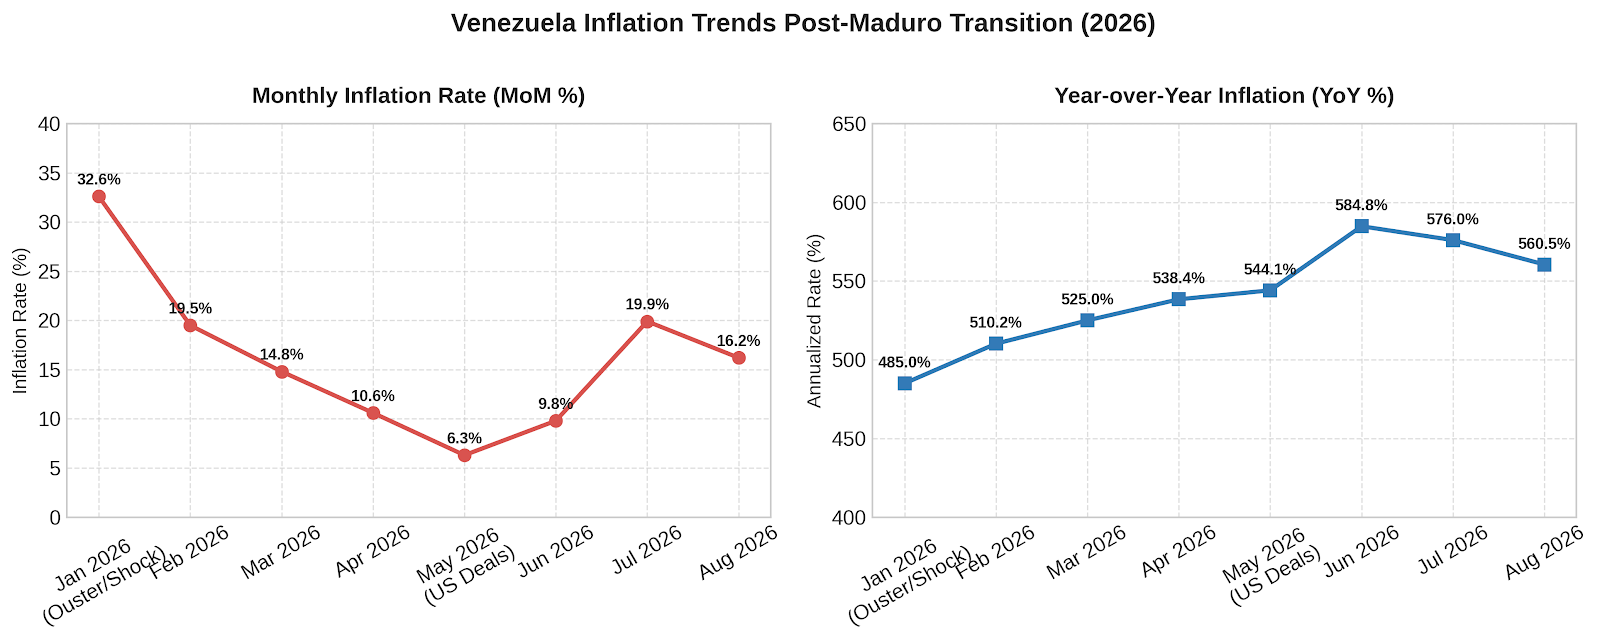 Venezuela Inflation Trends Post-Maduro Transition (2026)
Monthly Inflation Rate (MoM %)
Inflation Rate (%)
40
35
30
25
20
15
10
5
0
32.6%
19.5%
14.8%
10.6%
6.3%
9.8%
19.9%
16.2%
Jan 2026
(Ouster/Shock)
Feb 2026
Mar 2026
Apr 2026
May 2026
(US Deals)
Jun 2026
Jul 2026
Aug 2026
Year-over-Year Inflation (YoY %)
Annualized Rate (%)
650
600
550
500
450
400
485.0%
510.2%
525.0%
538.4%
544.1%
584.8%
576.0%
560.5%
Jan 2026
(Ouster/Shock)
Feb 2026
Mar 2026
Apr 2026
May 2026
(US Deals)
Jun 2026
Jul 2026
Aug 2026